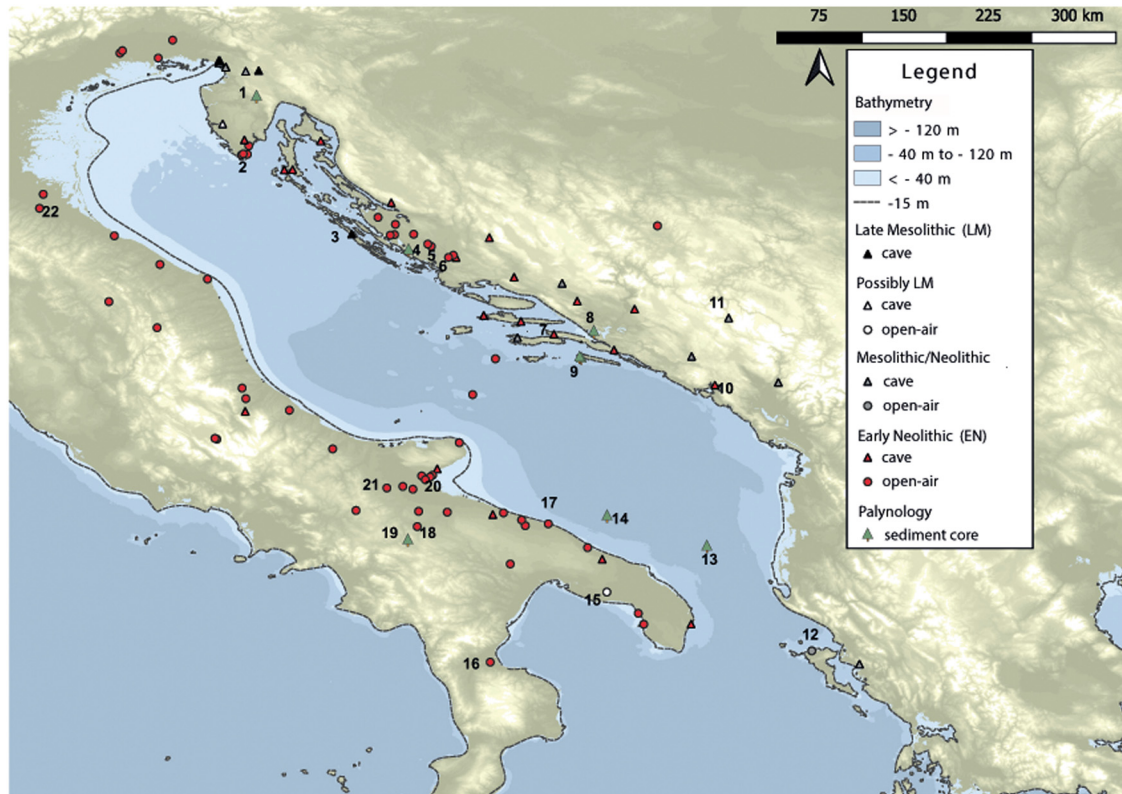 75 150 225 300 km
Legend
Bathymetry
> - 120 m
- 40 m to - 120 m
< - 40 m
-15 m
Late Mesolithic (LM)
cave
Possibly LM
cave
open-air
Mesolithic/Neolithic
cave
open-air
Early Neolithic (EN)
cave
open-air
Palynology
sediment core
1
2
22
3
4
5
6
11
8
7
9
10
21
20
17
14
19
18
13
15
12
16